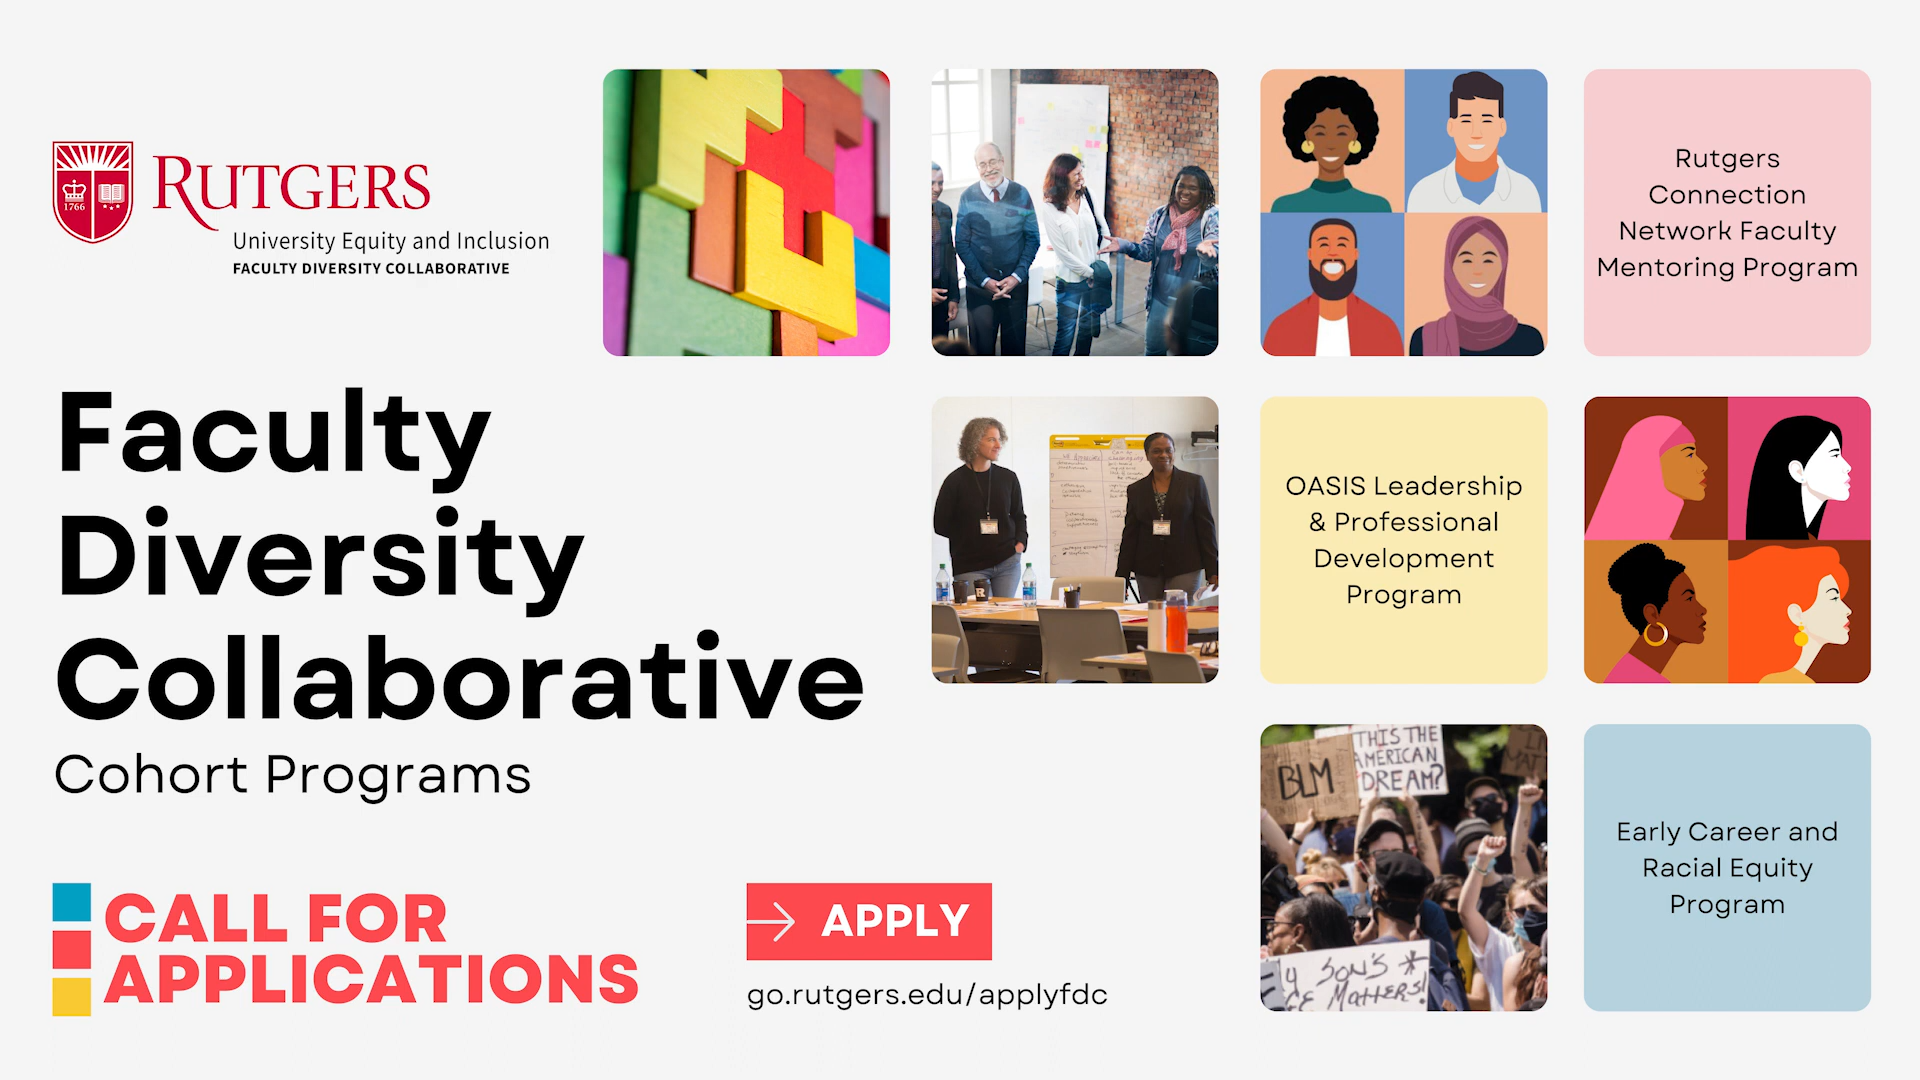 RUTGERS
1766
University Equity and Inclusion
FACULTY DIVERSITY COLLABORATIVE
Faculty
Diversity
Collaborative
Cohort Programs
CALL FOR
APPLICATIONS
APPLY
go.rutgers.edu/applyfdc
Rutgers
Connection
Network Faculty
Mentoring Program
OASIS Leadership
& Professional
Development
Program
BLM
THIS THE
AMERICAN
DREAM?
SON'S
MATTERS!
Early Career and
Racial Equity
Program